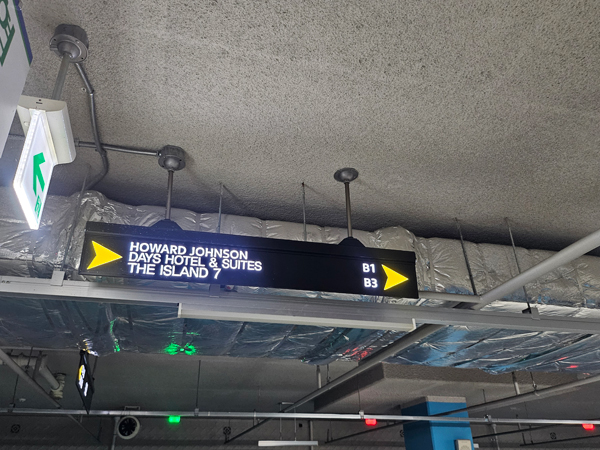 HOWARD JOHNSON
DAYS HOTEL & SUITES
THE ISLAND 7
B1
B3